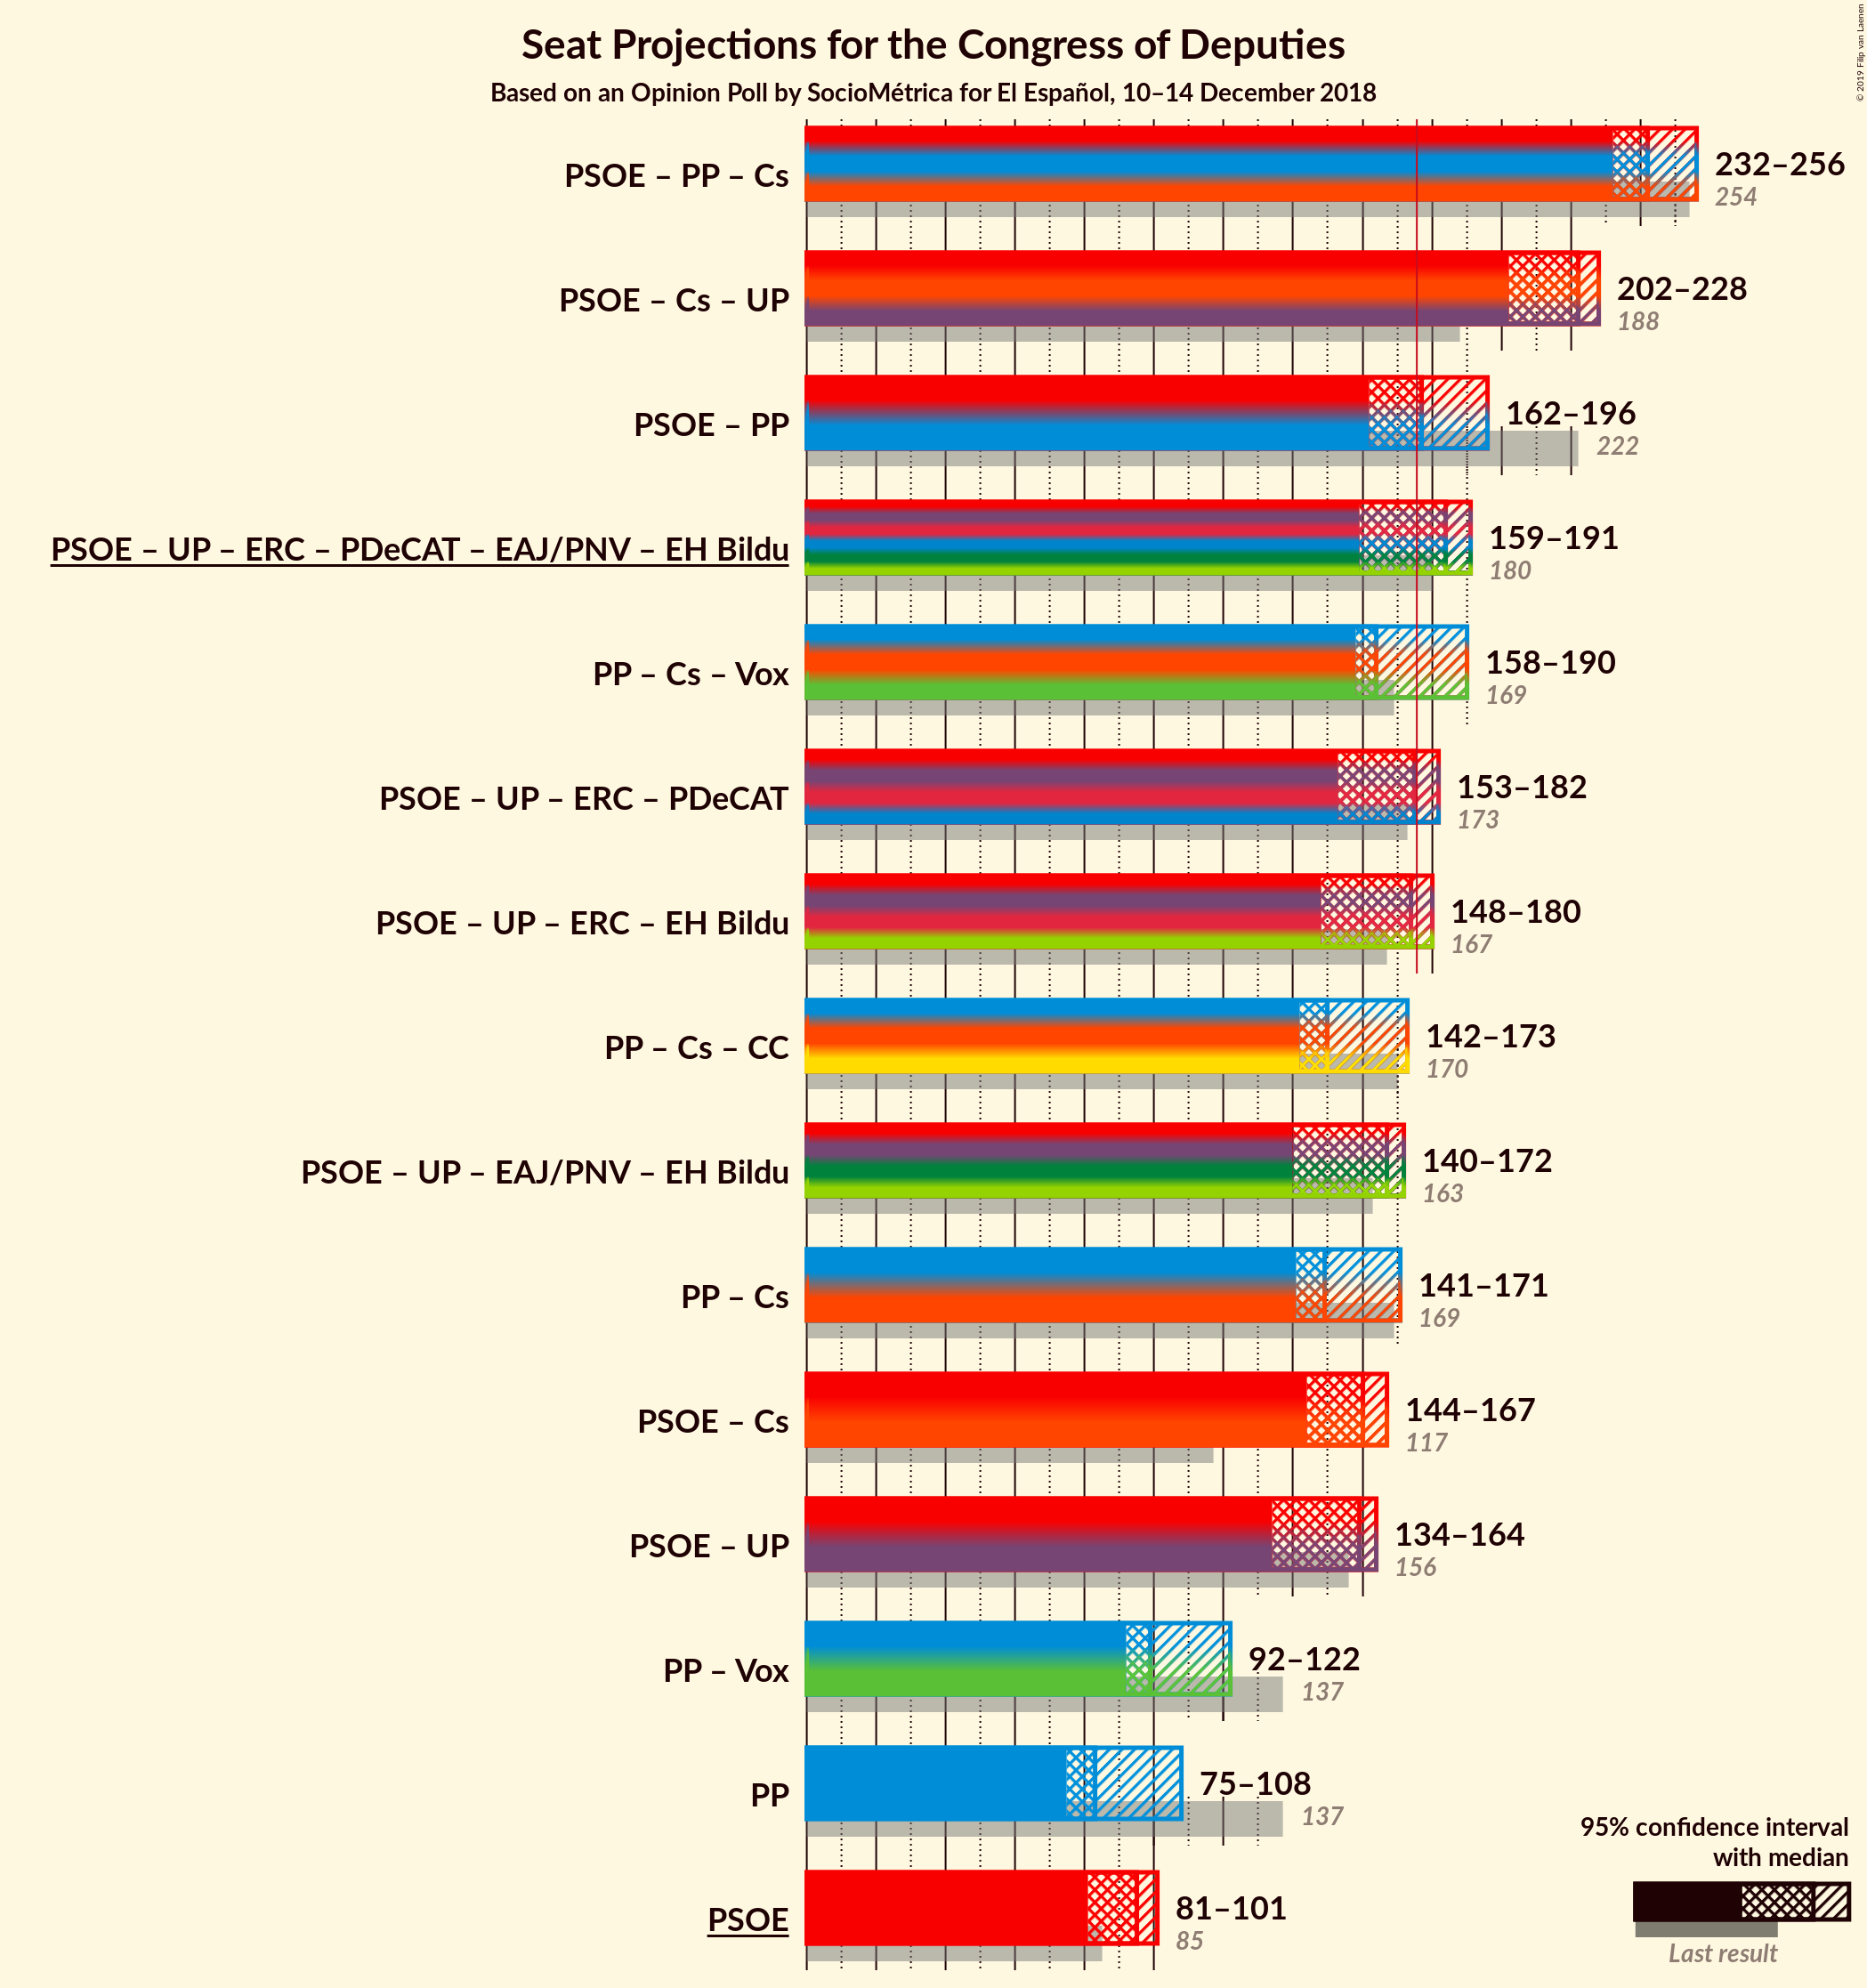 Seat Projections for the Congress of Deputies
Based on an Opinion Poll by SocioMétrica for El Español, 10–14 December 2018
© 2019 Filip van Laenen
PSOE – PP – Cs
232–256
254
PSOE – Cs – UP
202–228
188
PSOE – PP
162–196
222
PSOE – UP – ERC – PDeCAT – EAJ/PNV – EH Bildu
159–191
180
PP – Cs – Vox
158–190
169
PSOE – UP – ERC – PDeCAT
153–182
173
PSOE – UP – ERC – EH Bildu
148–180
167
PP – Cs – CC
142–173
170
PSOE – UP – EAJ/PNV – EH Bildu
140–172
163
PP – Cs
141–171
169
PSOE – Cs
144–167
117
PSOE – UP
134–164
156
PP – Vox
92–122
137
PP
75–108
137
PSOE
81–101
85
95% confidence interval
with median
Last result